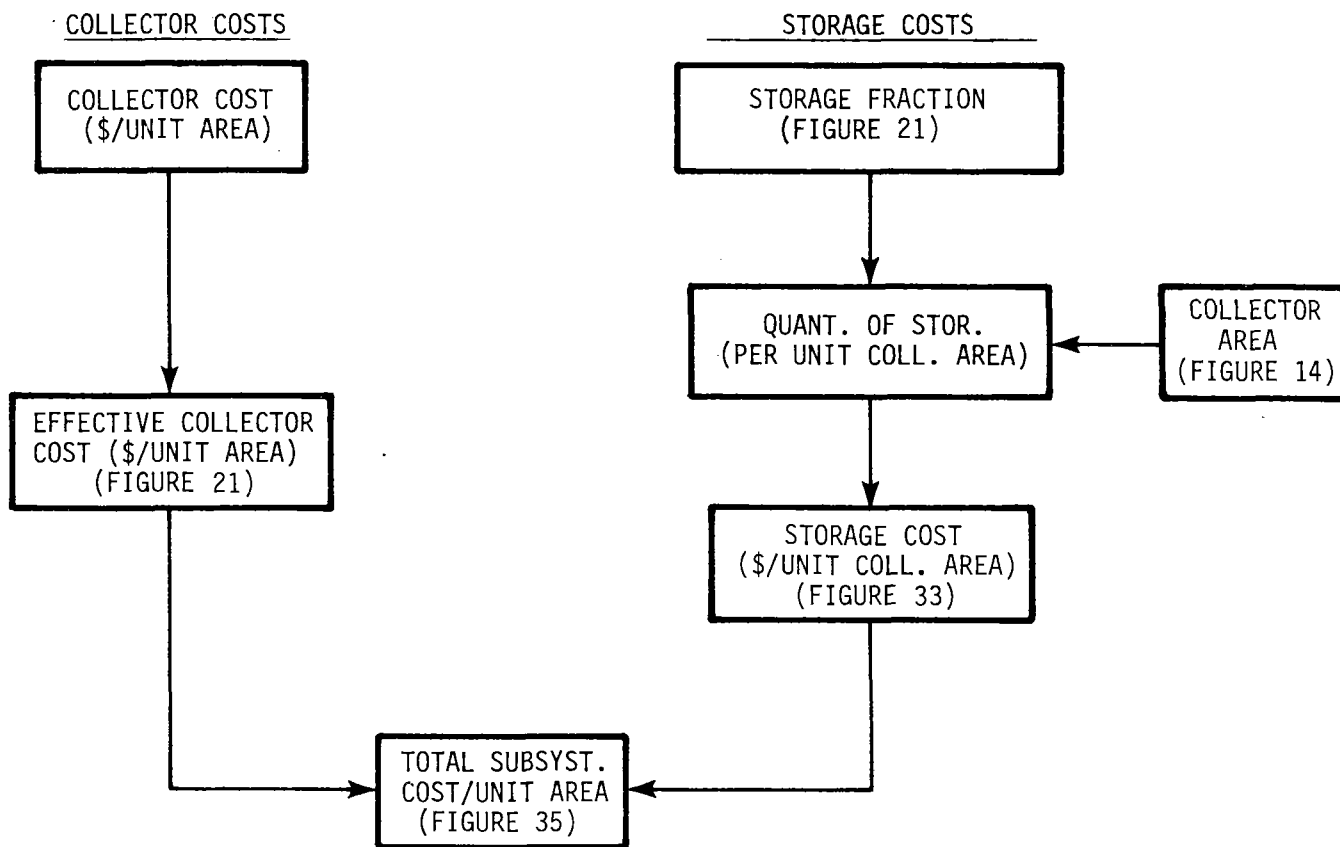 COLLECTOR COSTS
COLLECTOR COST
($/UNIT AREA)
EFFECTIVE COLLECTOR
COST ($/UNIT AREA)
(FIGURE 21)
STORAGE COSTS
STORAGE FRACTION
(FIGURE 21)
QUANT. OF STOR.
(PER UNIT COLL. AREA)
COLLECTOR
AREA
(FIGURE 14)
STORAGE COST
($/UNIT COLL. AREA)
(FIGURE 33)
TOTAL SUBSYST.
COST/UNIT AREA
(FIGURE 35)